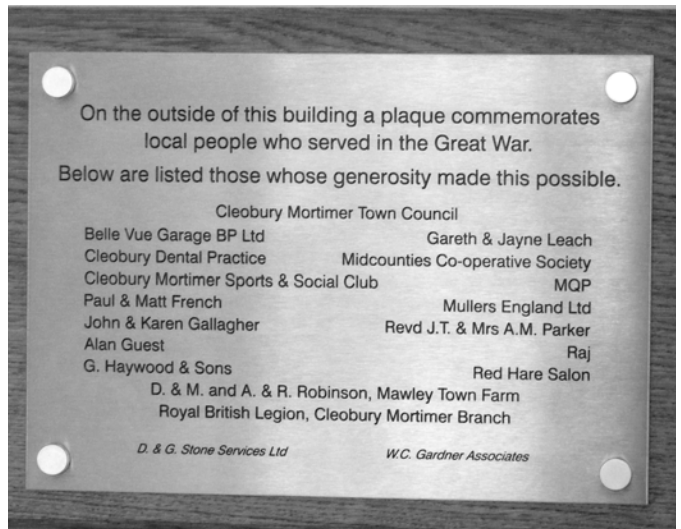 On the outside of this building a plaque commemorates
local people who served in the Great War.
Below are listed those whose generosity made this possible.
Cleobury Mortimer Town Council
Belle Vue Garage BP Ltd Gareth & Jayne Leach
Cleobury Dental Practice Midcounties Co-operative Society
Cleobury Mortimer Sports & Social Club MQP
Paul & Matt French Mullers England Ltd
John & Karen Gallagher Revd J.T. & Mrs A.M. Parker
Alan Guest Raj
G. Haywood & Sons Red Hare Salon
D. & M. and A. & R. Robinson, Mawley Town Farm
Royal British Legion, Cleobury Mortimer Branch
D. & G. Stone Services Ltd W.C. Gardner Associates